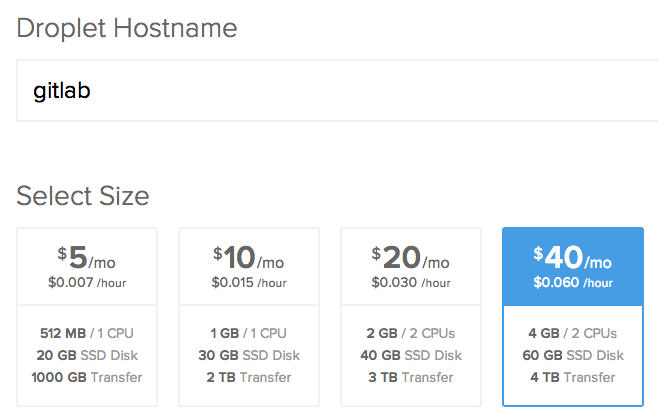 Droplet Hostname
gitlab
Select Size
$5/mo
$0.007 /hour
512 MB / 1 CPU
20 GB SSD Disk
1000 GB Transfer
$10/mo
$0.015 /hour
1 GB / 1 CPU
30 GB SSD Disk
2 TB Transfer
$20/mo
$0.030 /hour
2 GB / 2 CPUs
40 GB SSD Disk
3 TB Transfer
$40/mo
$0.060 /hour
4 GB / 2 CPUs
60 GB SSD Disk
4 TB Transfer